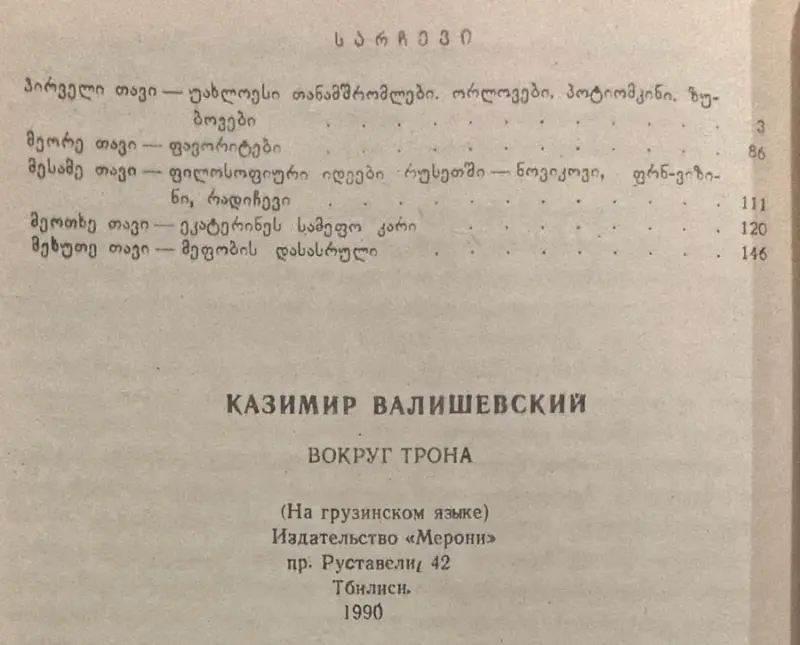 სარჩევი
პირველი თავი — უახლოესი თანამშრომლები. ორლოვები, პოტიომკინი, ზუ-
ბოვები . . . . . . . . . . . . . 3
მეორე თავი — ფავორიტები . . . . . . . . . . . . 86
მესამე თავი — ფილოსოფიური იდეები რუსეთში — ნოვიკოვი, ფონ-ვიზი-
ნი, რადიჩევი . . . . . . . . . . . . 111
მეოთხე თავი — ეკატერინეს სამეფო კარი . . . . . . . . 120
მეხუთე თავი — მეფობის დასასრული . . . . . . . . . 146
КАЗИМИР ВАЛИШЕВСКИЙ
ВОКРУГ ТРОНА
(На грузинском языке)
Издательство «Мерони»
пр. Руставели, 42
Тбилиси.
1990